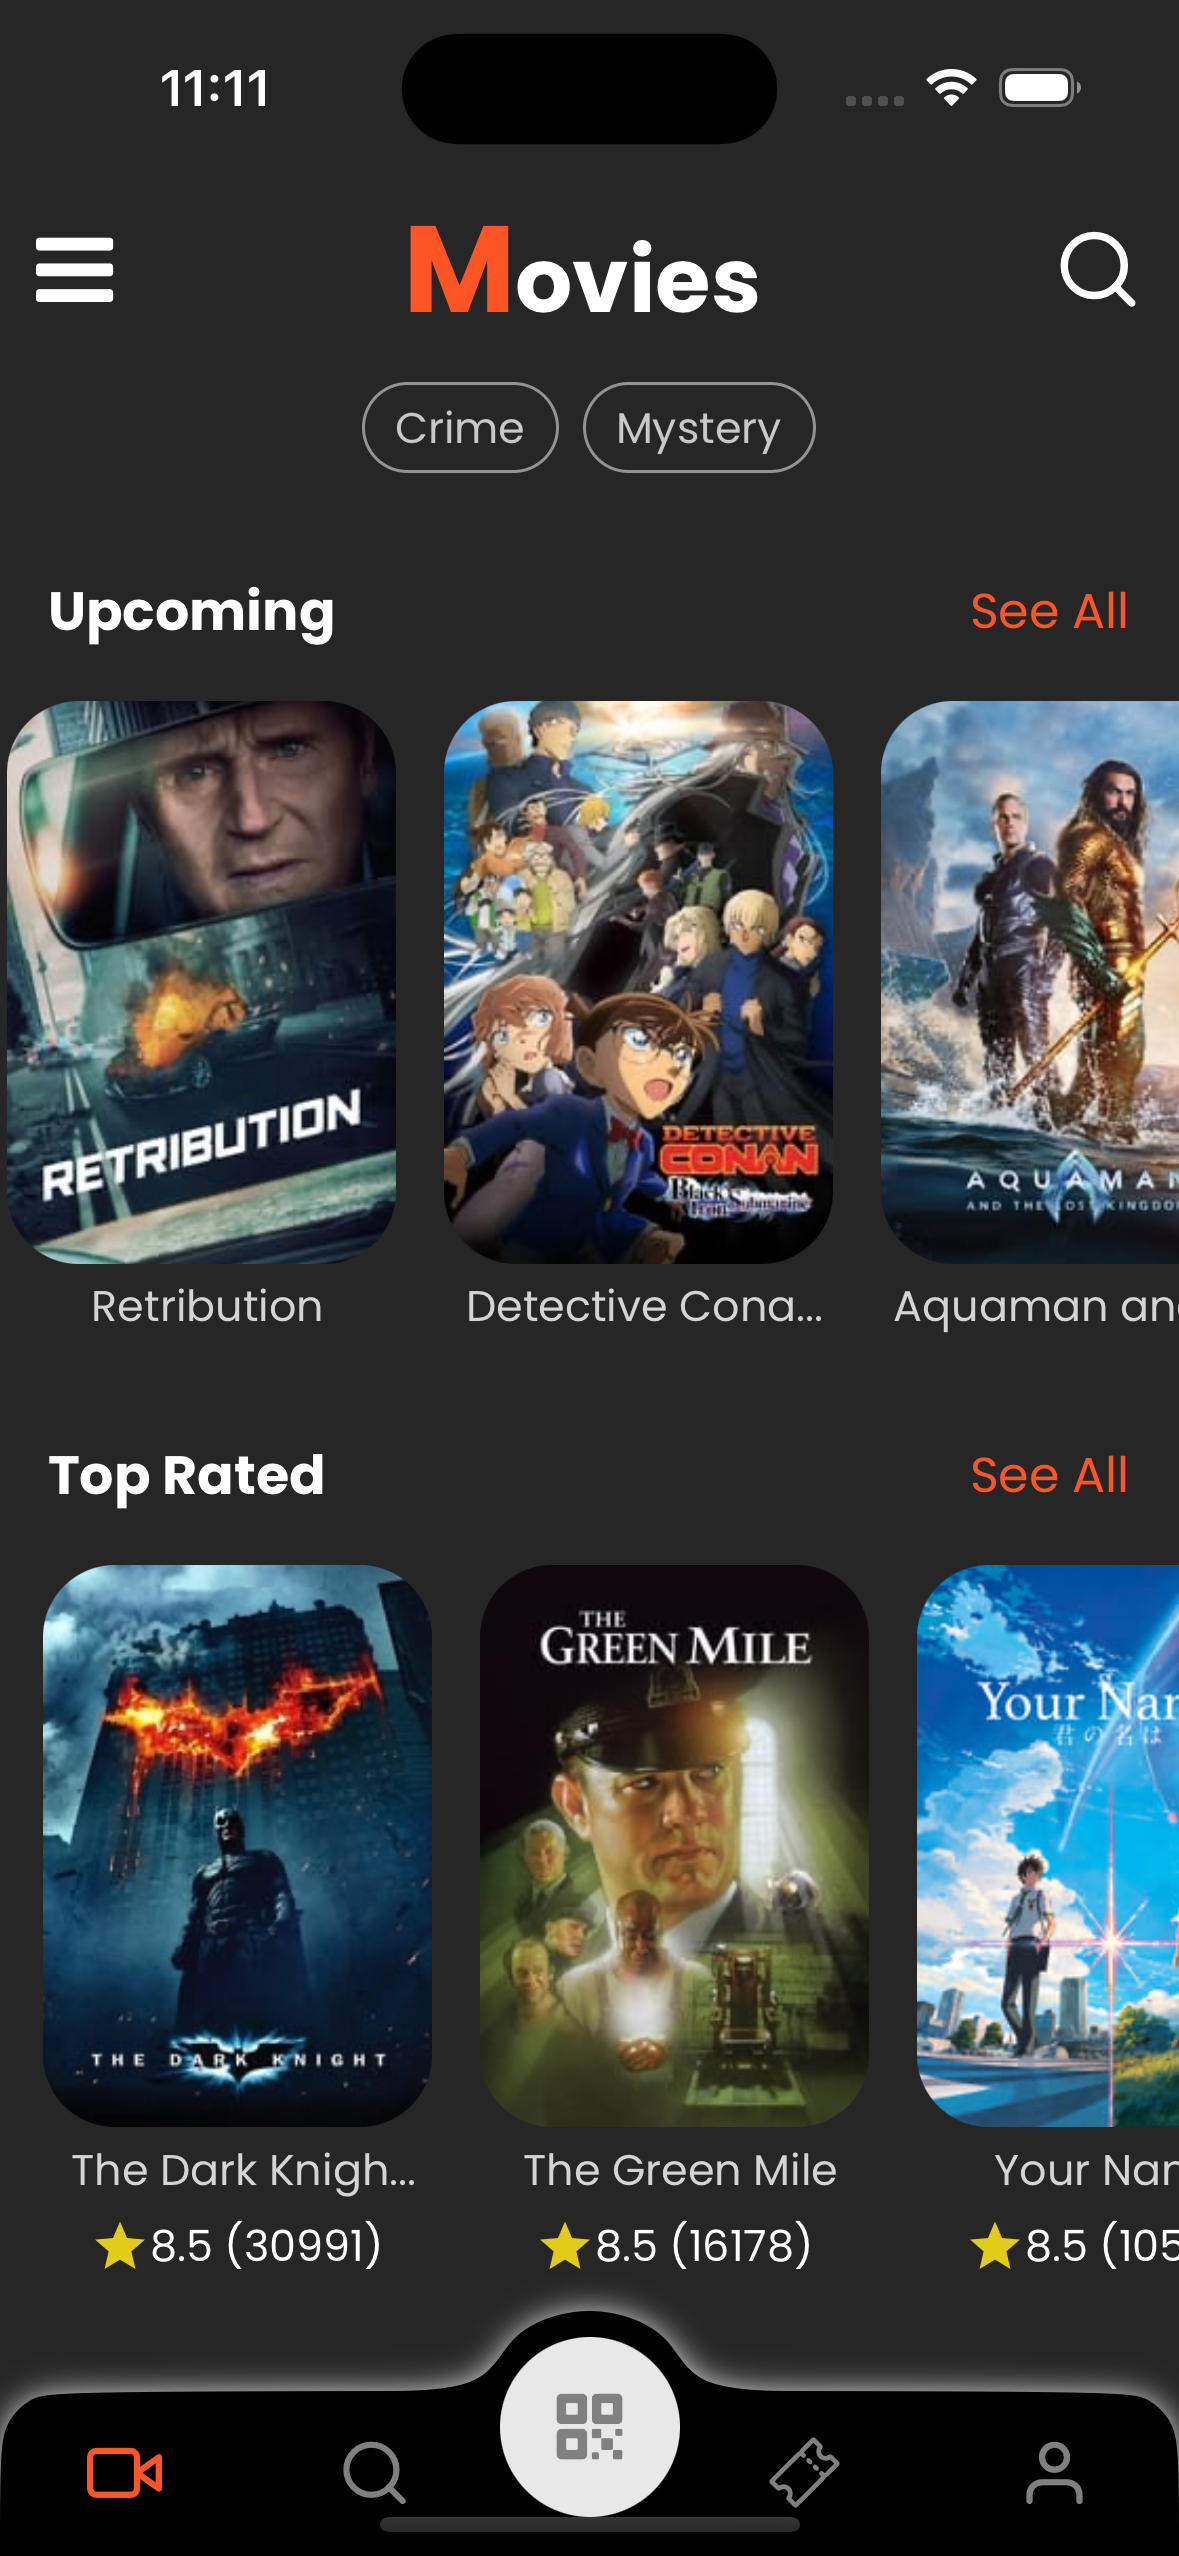 11:11
Movies
Crime
Mystery
Upcoming
See All
RETRIBUTION
DETECTIVE
CONAN
Black Iron Submarine
AQUAMAN
AND THE LOST KINGDO
Retribution
Detective Cona...
Aquaman an
Top Rated
See All
THE
GREEN MILE
Your Nar
君の名は
THE DARK KNIGHT
The Dark Knigh...
The Green Mile
Your Nar
8.5 (30991)
8.5 (16178)
8.5 (105